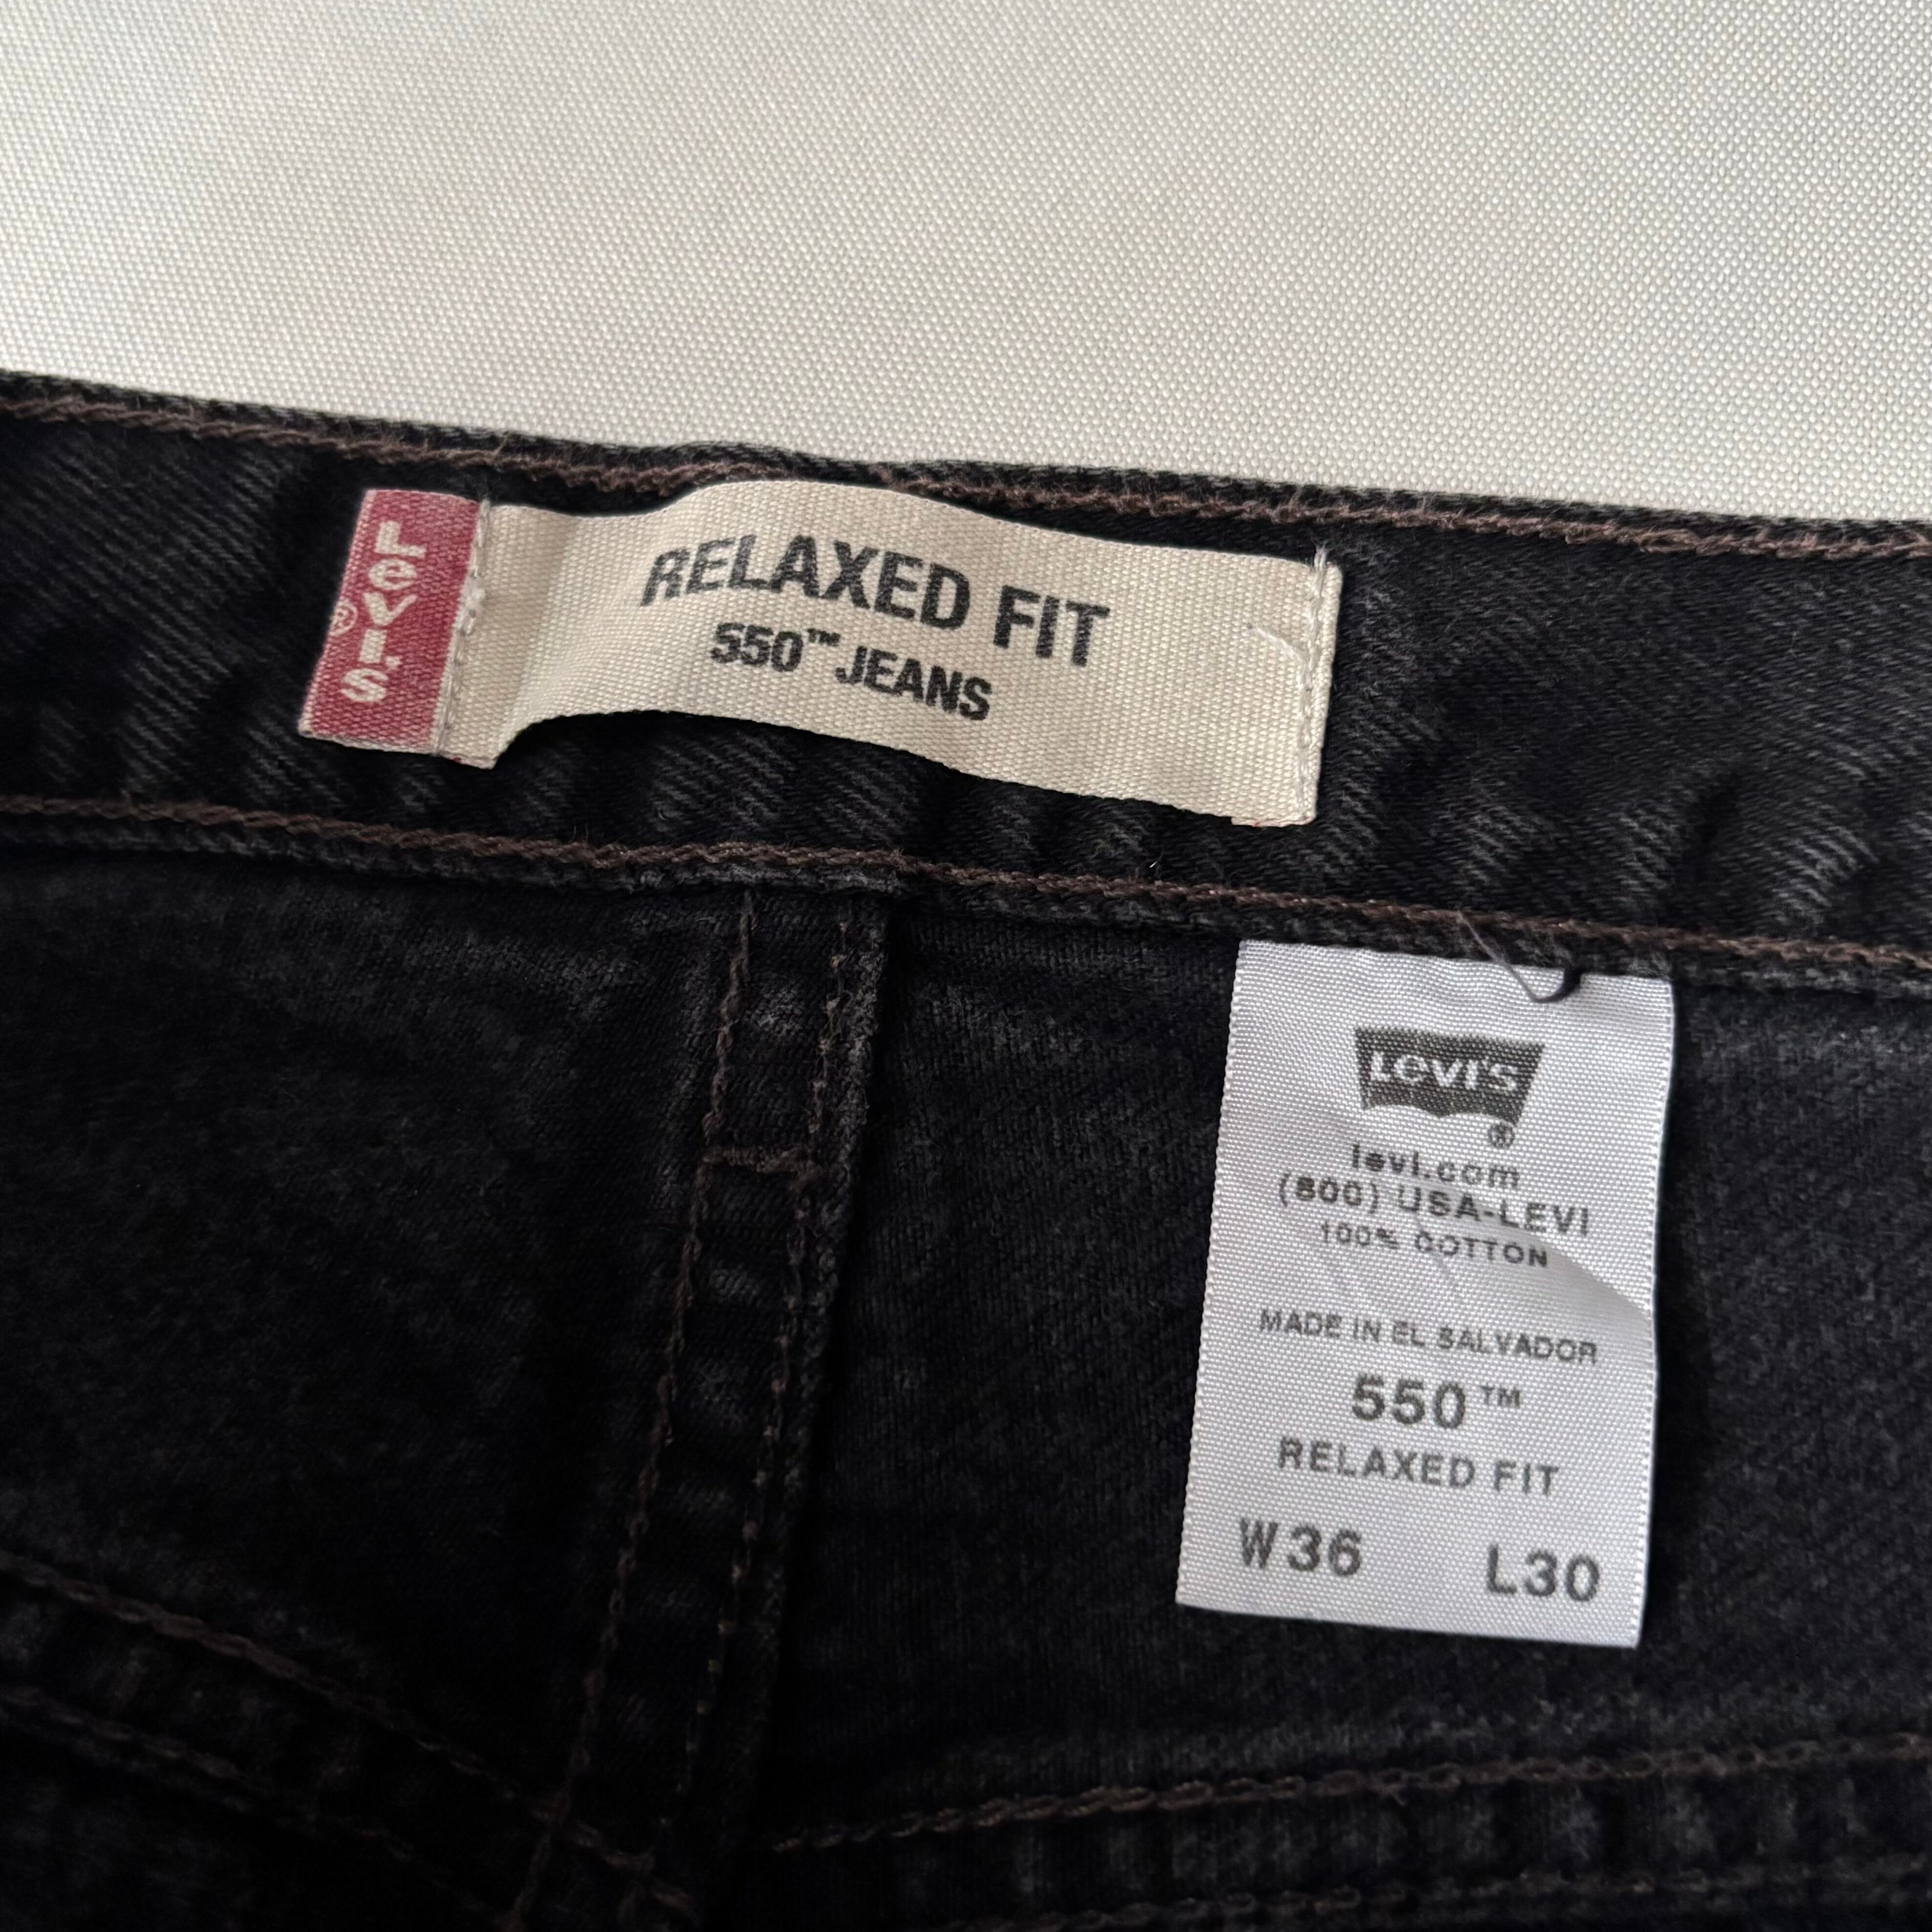 Levi's
®
RELAXED FIT
550™ JEANS
Levi's
®
levi.com
(800) USA-LEVI
100% COTTON
MADE IN EL SALVADOR
550™
RELAXED FIT
W36 L30